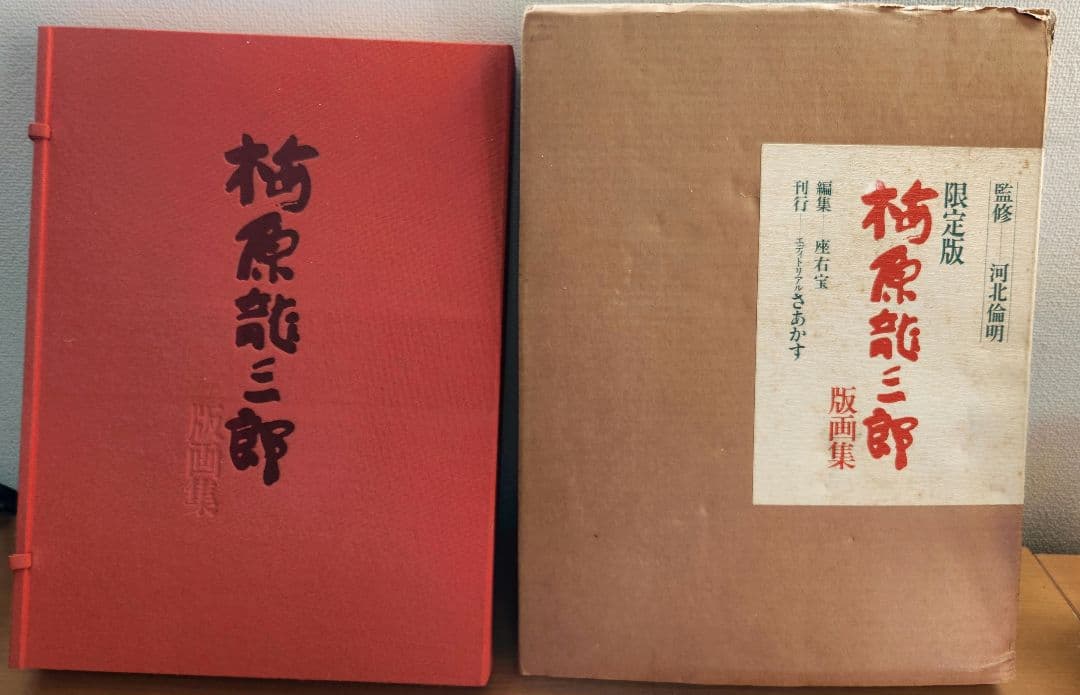 梅原龍三郎
版画集
監修―河北倫明
限定版
梅原龍三郎
版画集
編集―座右宝
刊行―エディトリアルさあかす